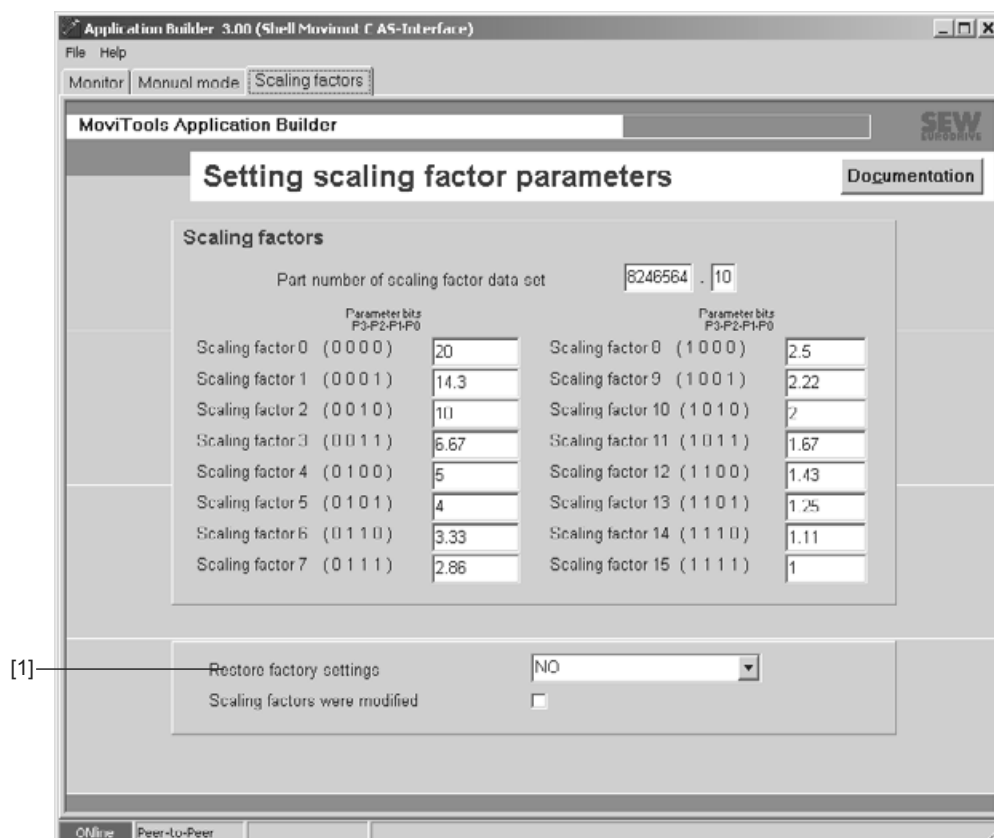 Application Builder 3.00 (Shell Movimot C AS-Interface)
File Help
Monitor Manual mode Scaling factors
MoviTools Application Builder
SEW
EURODRIVE
Setting scaling factor parameters
Documentation
Scaling factors
Part number of scaling factor data set 8246564 . 10
Parameter bits Parameter bits
P3-P2-P1-P0 P3-P2-P1-P0
Scaling factor 0 (0000) 20 Scaling factor 8 (1000) 2.5
Scaling factor 1 (0001) 14.3 Scaling factor 9 (1001) 2.22
Scaling factor 2 (0010) 10 Scaling factor 10 (1010) 2
Scaling factor 3 (0011) 6.67 Scaling factor 11 (1011) 1.67
Scaling factor 4 (0100) 5 Scaling factor 12 (1100) 1.43
Scaling factor 5 (0101) 4 Scaling factor 13 (1101) 1.25
Scaling factor 6 (0110) 3.33 Scaling factor 14 (1110) 1.11
Scaling factor 7 (0111) 2.86 Scaling factor 15 (1111) 1
[1] Restore factory settings NO
Scaling factors were modified
ONline Peer-to-Peer